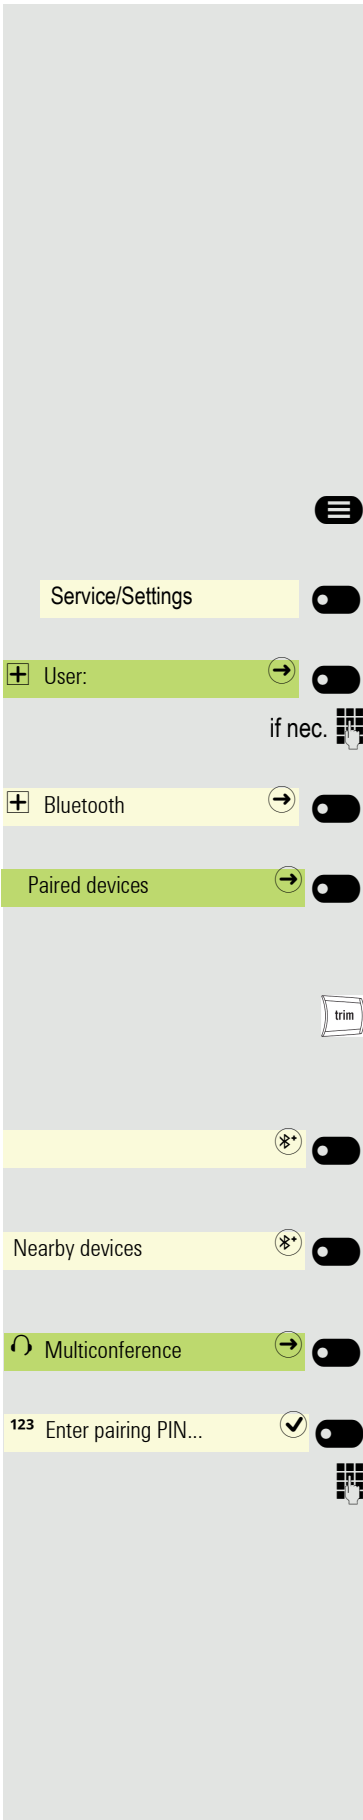 Service/Settings
User:
if nec.
Bluetooth
Paired devices
trim
Nearby devices
Multiconference
123 Enter pairing PIN...